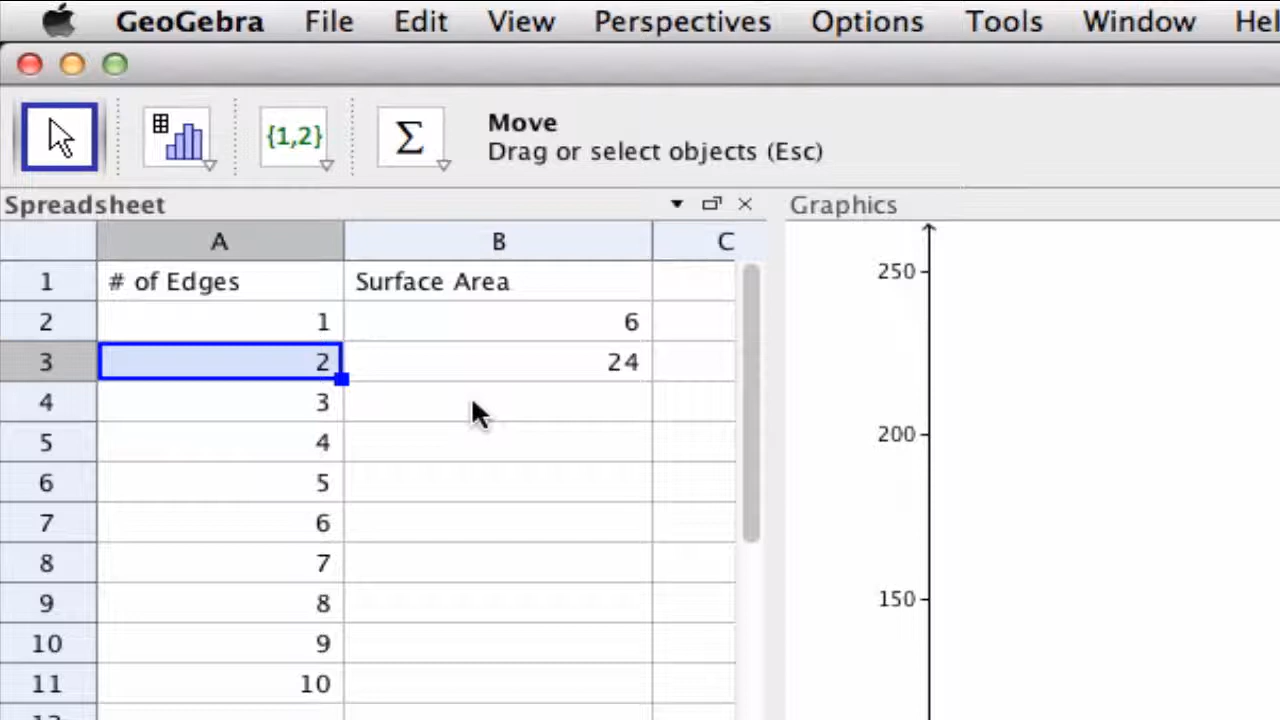 GeoGebra File Edit View Perspectives Options Tools Window Hel
{1,2} Σ Move
Drag or select objects (Esc)
Spreadsheet Graphics
A B C
1 # of Edges Surface Area
2 1 6
3 2 24
4 3
5 4
6 5
7 6
8 7
9 8
10 9
11 10
250
200
150